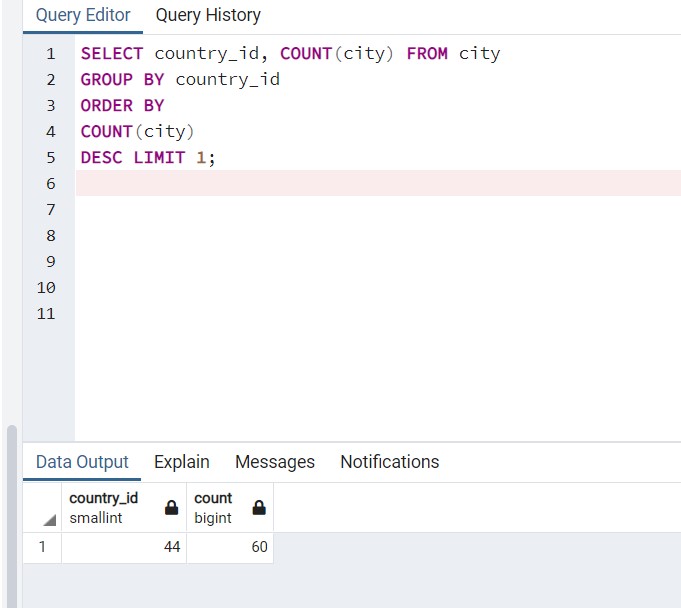 Query Editor Query History
1 SELECT country_id, COUNT(city) FROM city
2 GROUP BY country_id
3 ORDER BY
4 COUNT(city)
5 DESC LIMIT 1;
6
7
8
9
10
11
Data Output Explain Messages Notifications
country_id count
smallint bigint
1 44 60